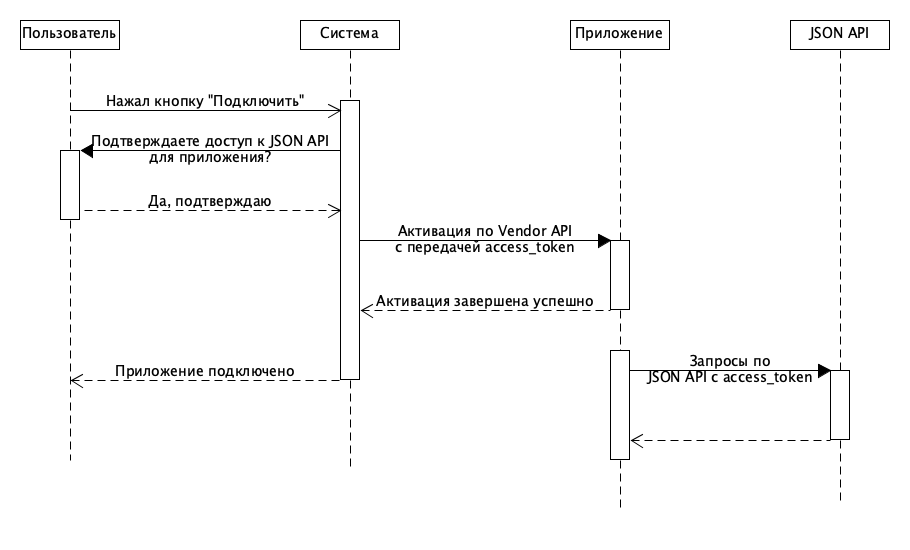 Пользователь
Система
Приложение
JSON API
Нажал кнопку "Подключить"
Подтверждаете доступ к JSON API
для приложения?
Да, подтверждаю
Активация по Vendor API
с передачей access_token
Активация завершена успешно
Приложение подключено
Запросы по
JSON API с access_token